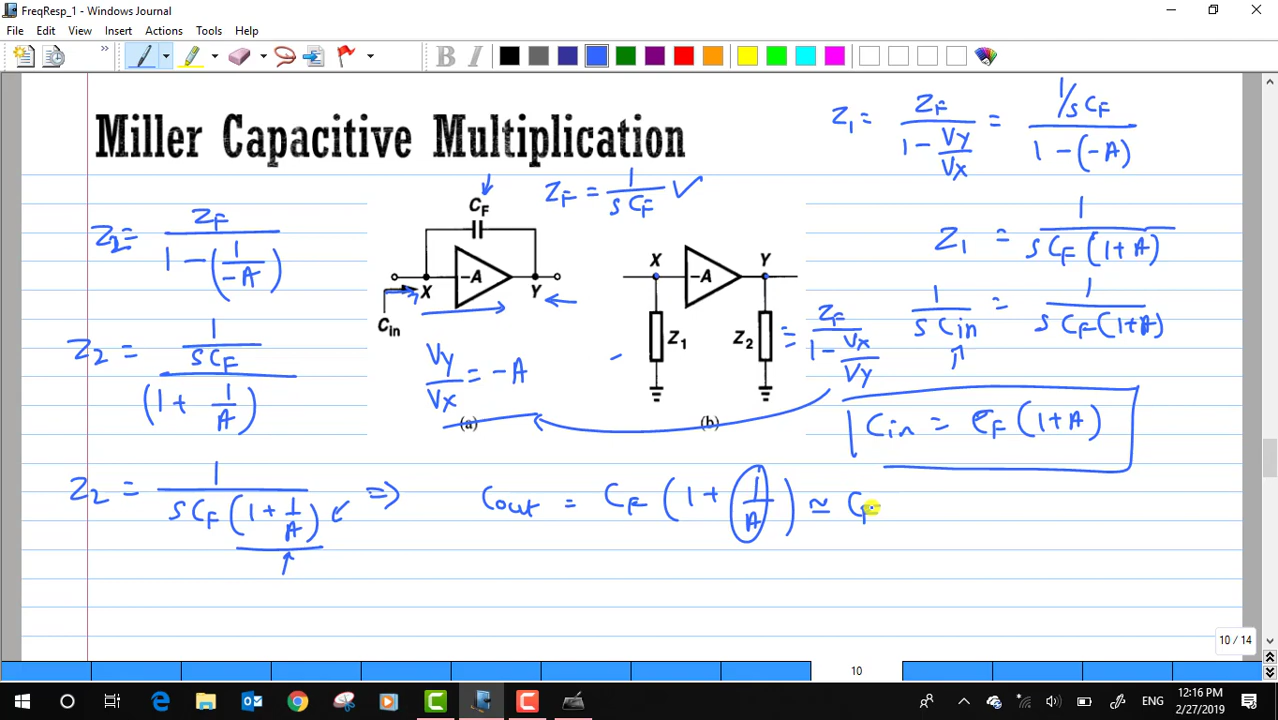 FreqResp_1 - Windows Journal
File Edit View Insert Actions Tools Help
B I
Miller Capacitive Multiplication
Z1 = ZF / (1 - Vy/Vx) = (1/sCF) / (1 - (-A))
ZF = 1/(sCF) ✓
CF
Z2 = ZF / (1 - (1/-A))
Z1 = 1 / (sCF(1+A))
-A
X
Y
Cin
X
-A
Y
Z1
Z2
= ZF / (1 - Vx/Vy)
1/(sCin) = 1/(sCF(1+A))
Z2 = (1/sCF) / (1 + 1/A)
Vy/Vx = -A
(a)
(b)
Cin = CF(1+A)
Z2 = 1 / (sCF(1 + 1/A)) => Cout = CF(1 + 1/A) ≃ CF
10 / 14
10
ENG
12:16 PM
2/27/2019